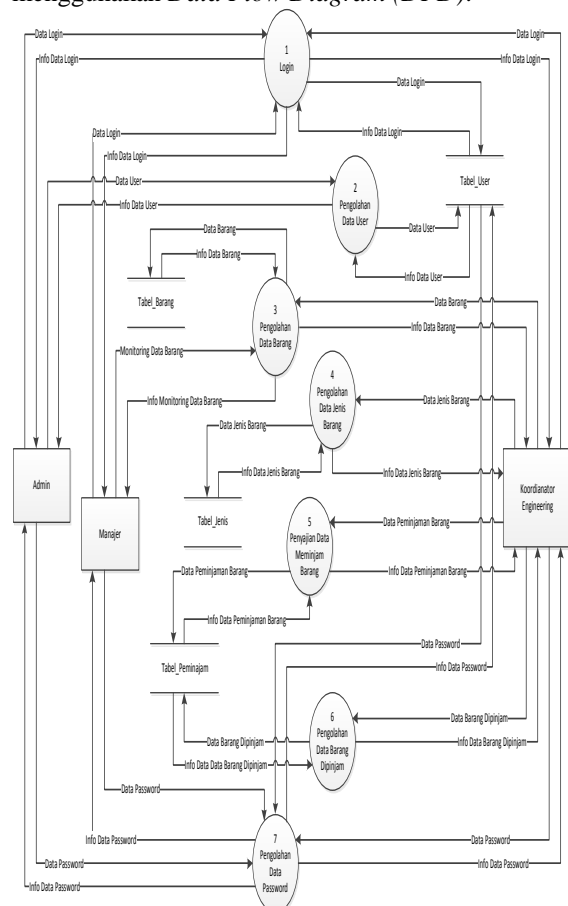 menggunakan Data Flow Diagram (DFD).
Data Login
Data Login
1
Login
Info Data Login
Info Data Login
Data Login
Data Login
Info Data Login
Info Data Login
Tabel_User
Data User
2
Pengolahan
Data User
Info Data User
Data User
Data Barang
Info Barang
Info Data User
Tabel_Barang
3
Pengolahan
Data Barang
Data Barang
Info Data Barang
Monitoring Data Barang
4
Pengolahan
Data Jenis
Barang
Info Monitoring Data Barang
Data Jenis Barang
Data Jenis Barang
Info Data Jenis Barang
Info Data Jenis Barang
Admin
Manajer
Koordianator
Engineering
Tabel_Jenis
5
Penyajian Data
Meminjam
Barang
Data Peminjaman Barang
Data Peminjaman Barang
Info Data Peminjaman Barang
Info Data Peminjaman Barang
Data Password
Info Data Password
Tabel_Peminajam
6
Pengolahan
Data Barang
Dipinjam
Data Barang Dipinjam
Data Barang Dipinjam
Info Data Barang Dipinjam
Info Data Data Barang Dipinjam
Data Password
7
Pengolahan
Data
Password
Info Data Password
Data Password
Data Password
Info Data Password
Info Data Password